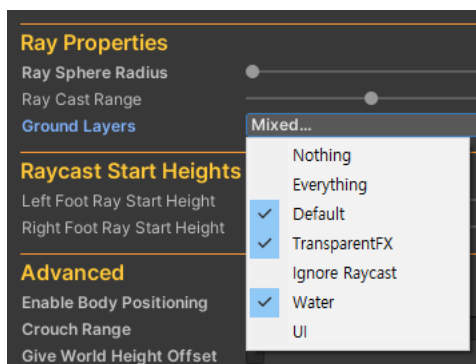 Ray Properties
Ray Sphere Radius
Ray Cast Range
Ground Layers
Mixed...
Nothing
Everything
Default
TransparentFX
Ignore Raycast
Water
UI
Raycast Start Heights
Left Foot Ray Start Height
Right Foot Ray Start Height
Advanced
Enable Body Positioning
Crouch Range
Give World Height Offset